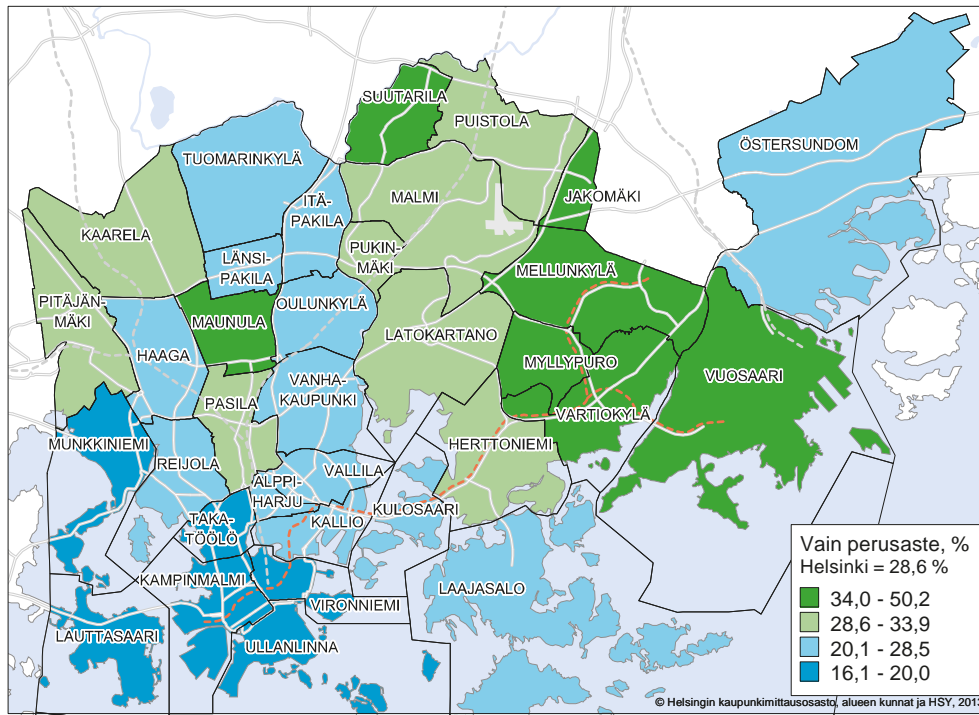 SUUTARILA
PUISTOLA
TUOMARINKYLÄ
ÖSTERSUNDOM
ITÄ-
PAKILA
MALMI
JAKOMÄKI
KAARELA
LÄNSI-
PAKILA
PUKIN-
MÄKI
MELLUNKYLÄ
PITÄJÄN-
MÄKI
MAUNULA
OULUNKYLÄ
LATOKARTANO
HAAGA
MYLLYPURO
VUOSAARI
VANHA-
KAUPUNKI
PASILA
VARTIOKYLÄ
MUNKKINIEMI
REIJOLA
HERTTONIEMI
ALPPI-
HARJU
VALLILA
KULOSAARI
TAKA-
TÖÖLÖ
KALLIO
KAMPINMALMI
LAAJASALO
VIRONNIEMI
LAUTTASAARI
ULLANLINNA
Vain perusaste, %
Helsinki = 28,6 %
34,0 - 50,2
28,6 - 33,9
20,1 - 28,5
16,1 - 20,0
© Helsingin kaupunkimittausosasto, alueen kunnat ja HSY, 201